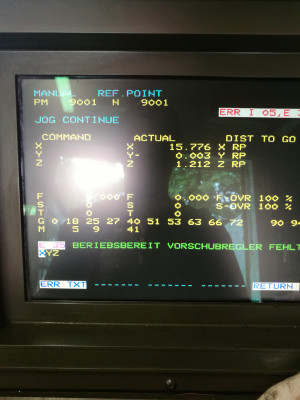 MANUAL REF.POINT
PM 9001 N 9001
ERR I 05,E
JOG CONTINUE
COMMAND ACTUAL DIST TO GO
X X 15.776 X RP
Y Y- 0.003 Y RP
Z Z 1.212 Z RP
F 0.000 F-OVR 100 %
S 0 S-OVR 100 %
T 0
G 0 18 25 27 40 51 53 63 66 72 90 94
M 5 9 41
BERIEBSBEREIT VORSCHUBREGLER FEHLT
XYZ
ERR TXT RETURN